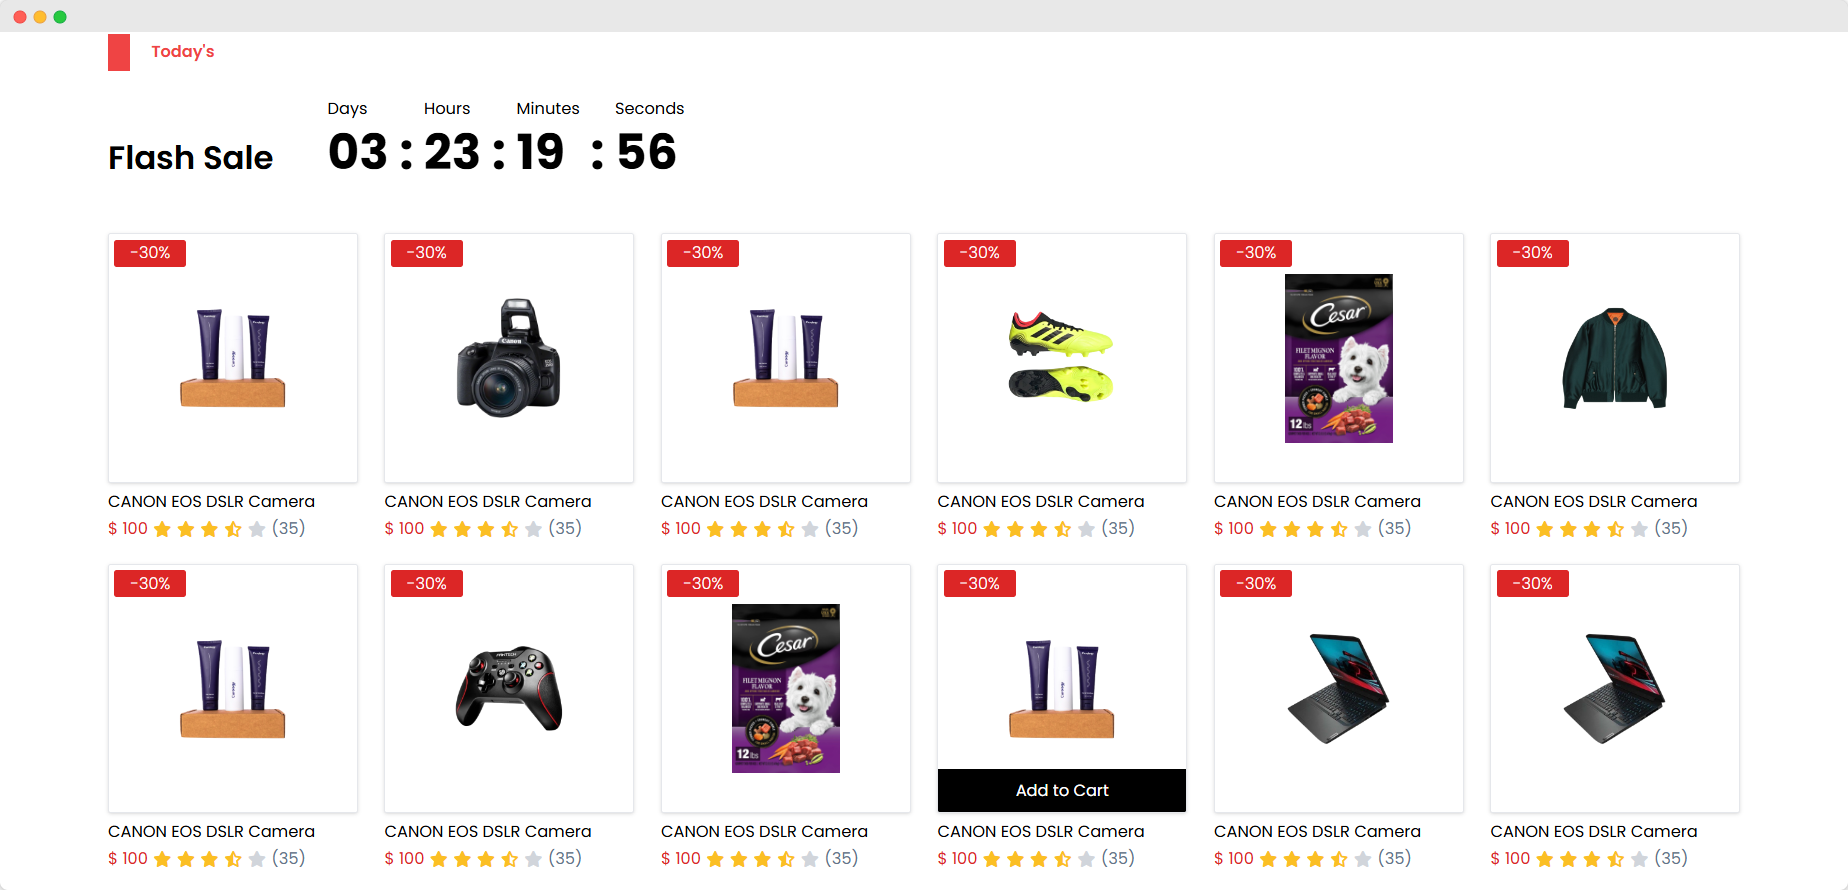 Today's
Days Hours Minutes Seconds
Flash Sale 03 : 23 : 19 : 56
-30% -30% -30% -30% -30% -30%
Canon
Cesar
FILET MIGNON
FLAVOR
12 lbs
CANON EOS DSLR Camera CANON EOS DSLR Camera CANON EOS DSLR Camera CANON EOS DSLR Camera CANON EOS DSLR Camera CANON EOS DSLR Camera
$ 100 (35) $ 100 (35) $ 100 (35) $ 100 (35) $ 100 (35) $ 100 (35)
-30% -30% -30% -30% -30% -30%
FANTECH
Cesar
FILET MIGNON
FLAVOR
12 lbs
Add to Cart
CANON EOS DSLR Camera CANON EOS DSLR Camera CANON EOS DSLR Camera CANON EOS DSLR Camera CANON EOS DSLR Camera CANON EOS DSLR Camera
$ 100 (35) $ 100 (35) $ 100 (35) $ 100 (35) $ 100 (35) $ 100 (35)